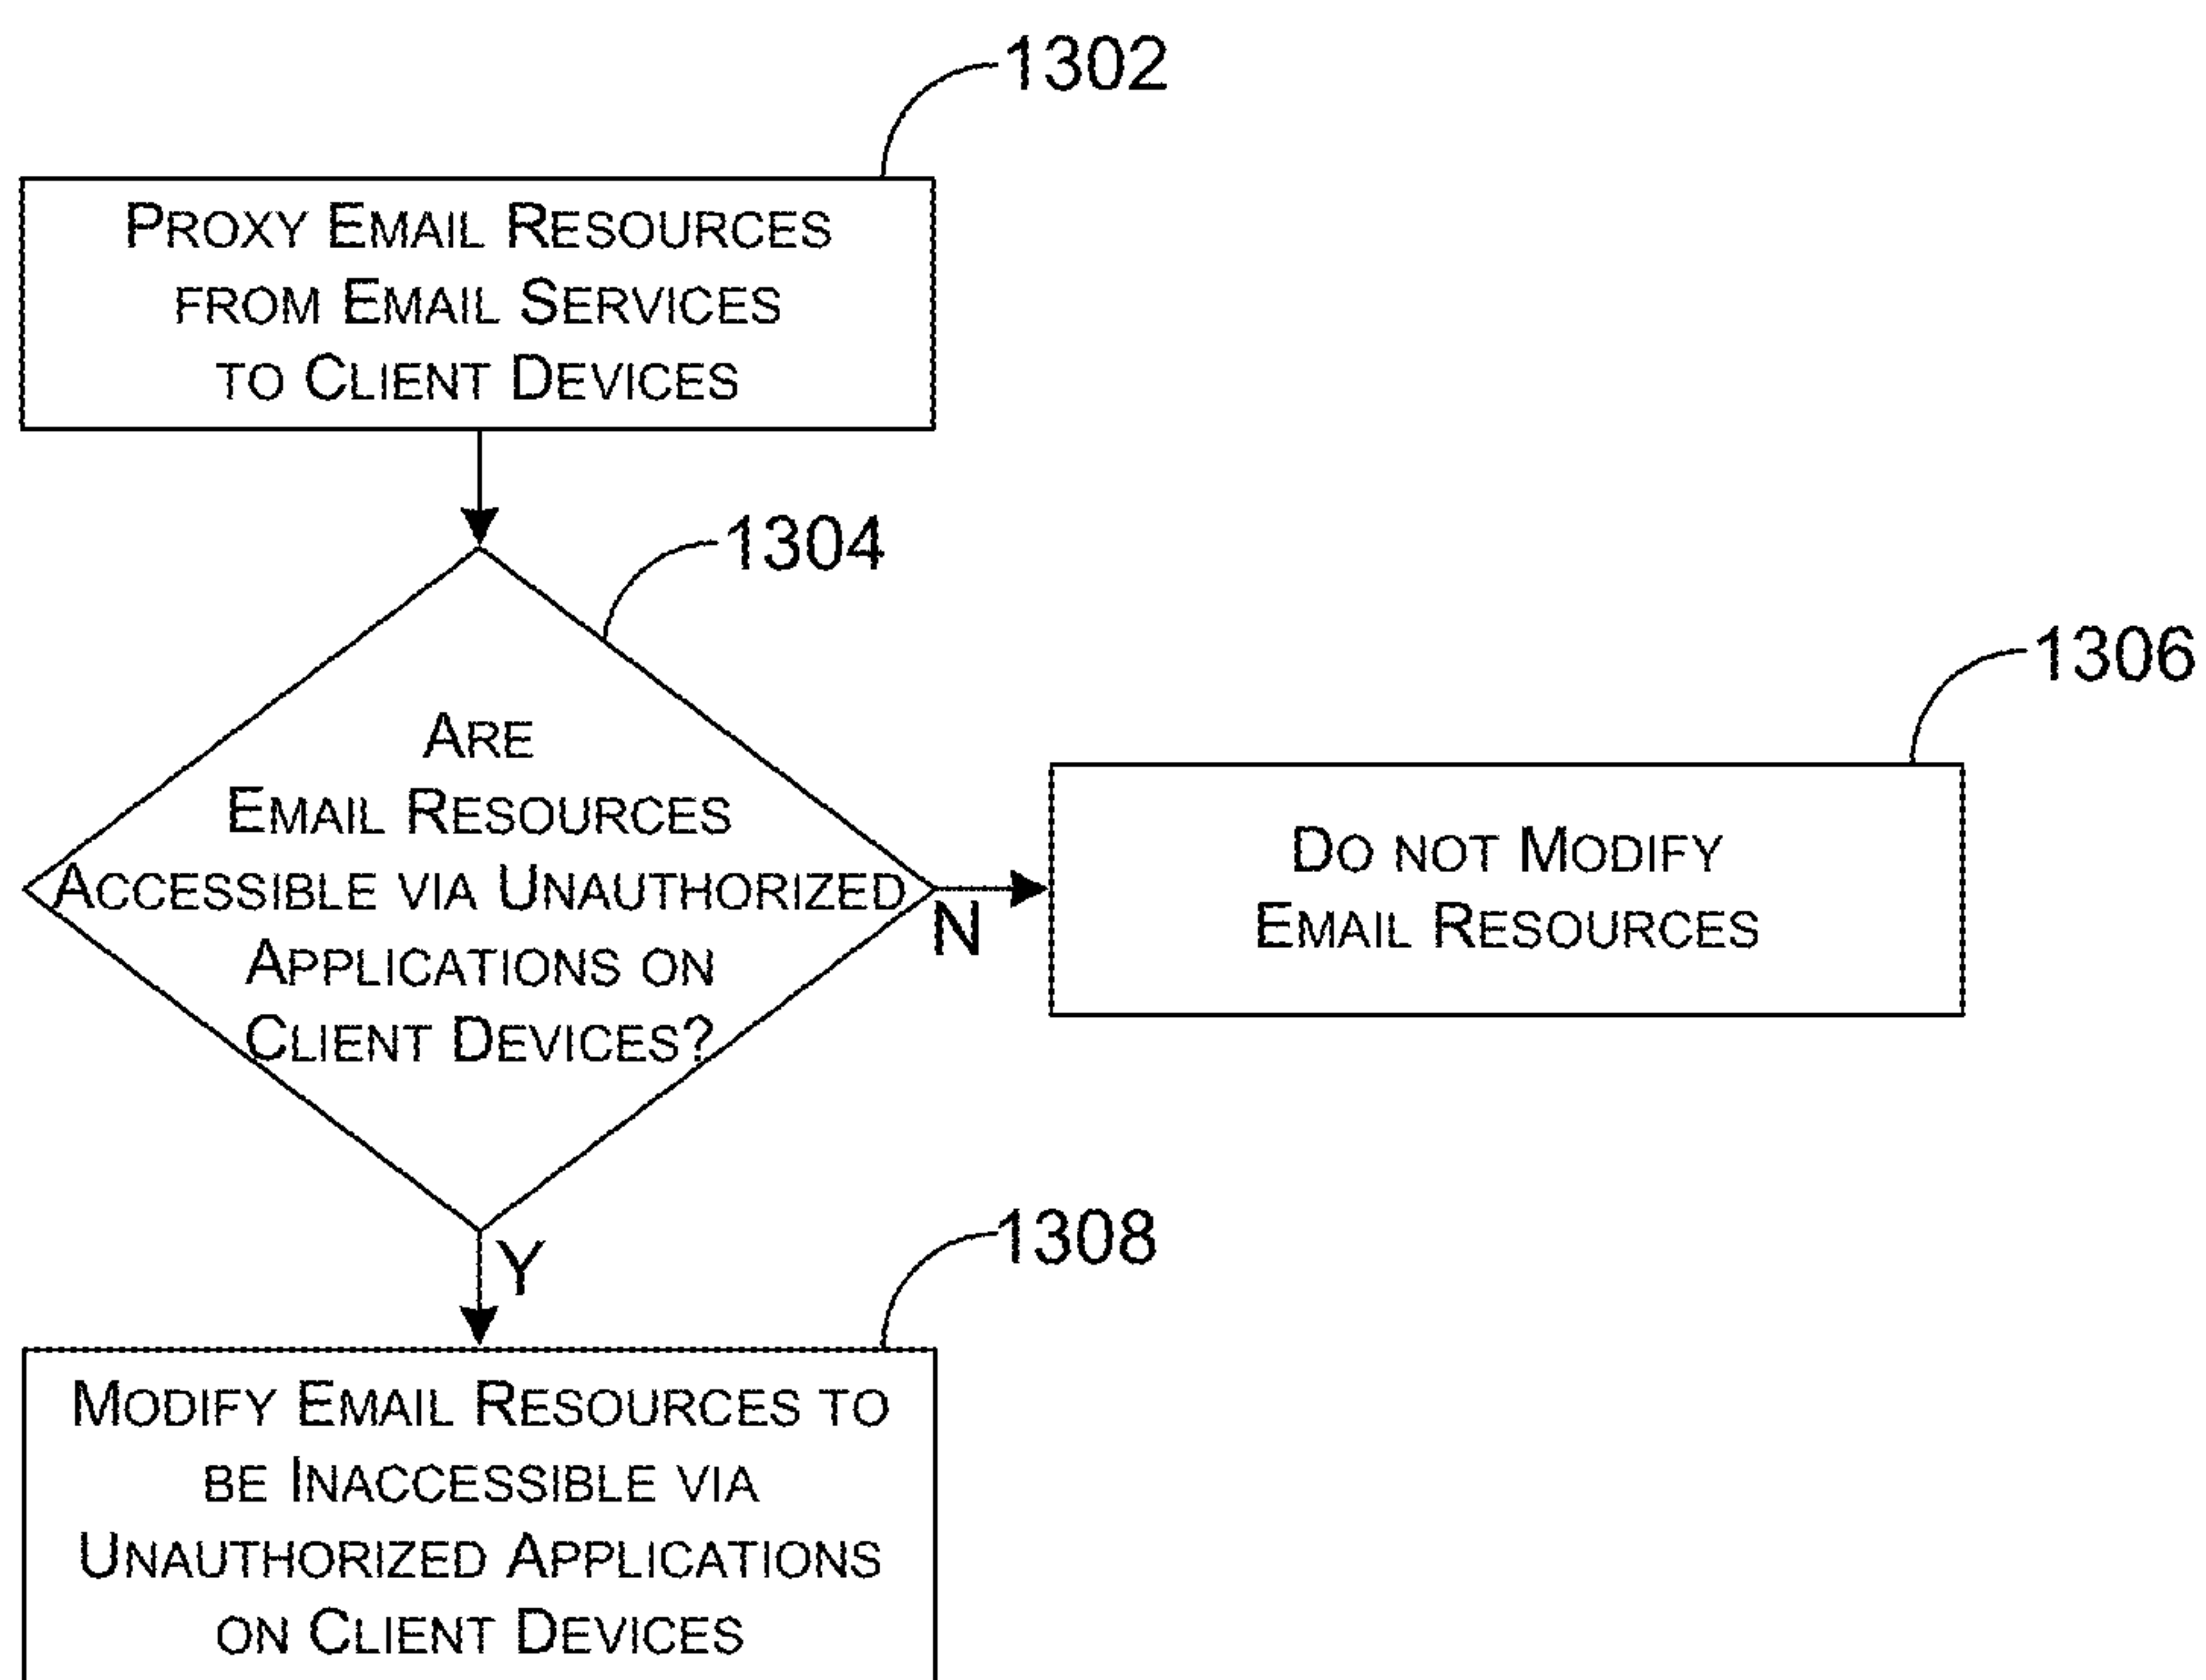 1302
PROXY EMAIL RESOURCES
FROM EMAIL SERVICES
TO CLIENT DEVICES
1304
ARE
EMAIL RESOURCES
ACCESSIBLE VIA UNAUTHORIZED
APPLICATIONS ON
CLIENT DEVICES?
N
1306
DO NOT MODIFY
EMAIL RESOURCES
Y
1308
MODIFY EMAIL RESOURCES TO
BE INACCESSIBLE VIA
UNAUTHORIZED APPLICATIONS
ON CLIENT DEVICES